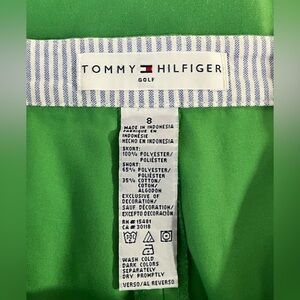 TOMMY HILFIGER
GOLF
8
MADE IN INDONESIA
FABRIQUE EN
INDONESIE
HECHO EN INDONESIA
SHORT:
100% POLYESTER/
POLIÉSTER
SHORT:
65% POLYESTER/
POLIÉSTER
35% COTTON/
COTON/
ALGODON
EXCLUSIVE OF
DECORATION/
SAUF DÉCORATION/
EXCEPTO DECORACIÓN
RN# 15481
CA# 30118
WASH COLD
DARK COLORS
SEPARATELY
DRY PROMPTLY
VERSO/AL REVERSO